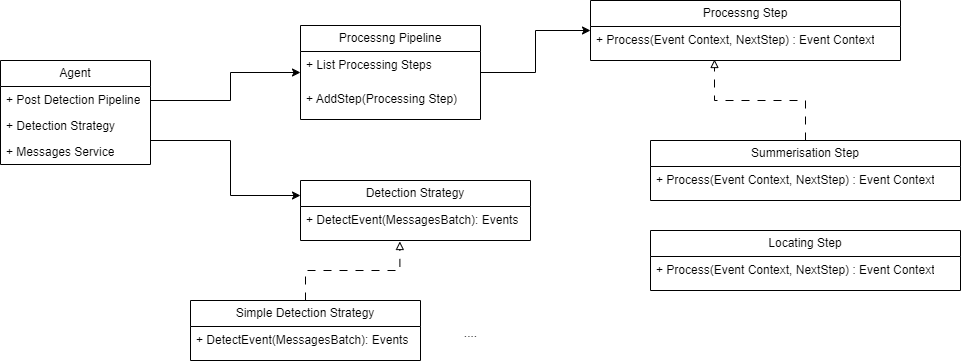 Processng Step
+ Process(Event Context, NextStep) : Event Context
Processng Pipeline
+ List Processing Steps
+ AddStep(Processing Step)
Agent
+ Post Detection Pipeline
+ Detection Strategy
+ Messages Service
Summerisation Step
+ Process(Event Context, NextStep) : Event Context
Detection Strategy
+ DetectEvent(MessagesBatch): Events
Locating Step
+ Process(Event Context, NextStep) : Event Context
Simple Detection Strategy
+ DetectEvent(MessagesBatch): Events
....